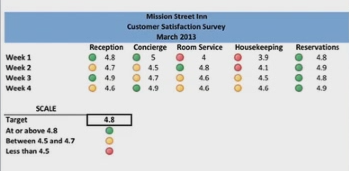 Mission Street Inn
Customer Satisfaction Survey
March 2013
Reception Concierge Room Service Housekeeping Reservations
Week 1 4.8 5 4 3.9 4.8
Week 2 4.7 4.5 4.8 4.1 4.9
Week 3 4.9 4.7 4.6 4.5 4.8
Week 4 4.6 4.9 4.6 4.6 4.9
SCALE
Target 4.8
At or above 4.8
Between 4.5 and 4.7
Less than 4.5